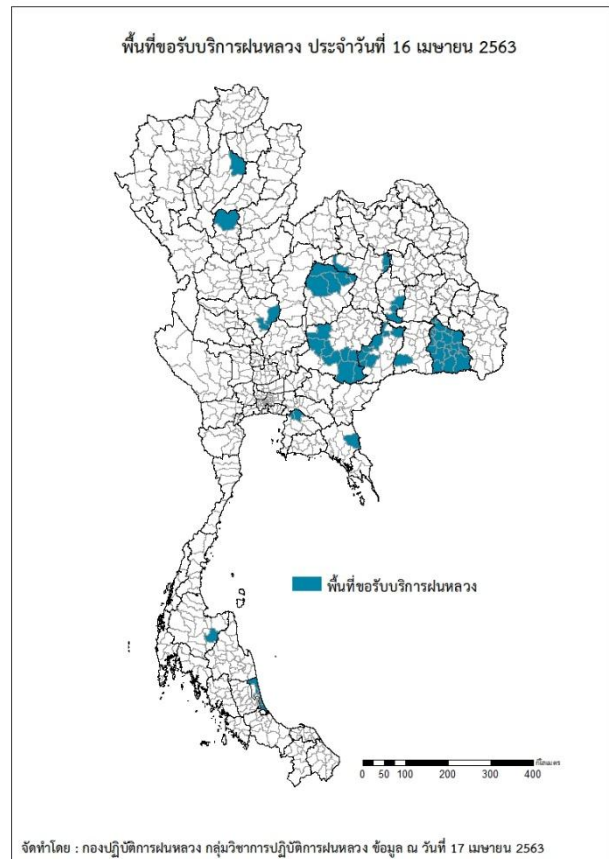 พื้นที่ขอรับบริการฝนหลวง ประจำวันที่ 16 เมษายน 2563
พื้นที่ขอรับบริการฝนหลวง
กิโลเมตร
0 50 100 200 300 400
จัดทำโดย : กองปฏิบัติการฝนหลวง กลุ่มวิชาการปฏิบัติการฝนหลวง ข้อมูล ณ วันที่ 17 เมษายน 2563